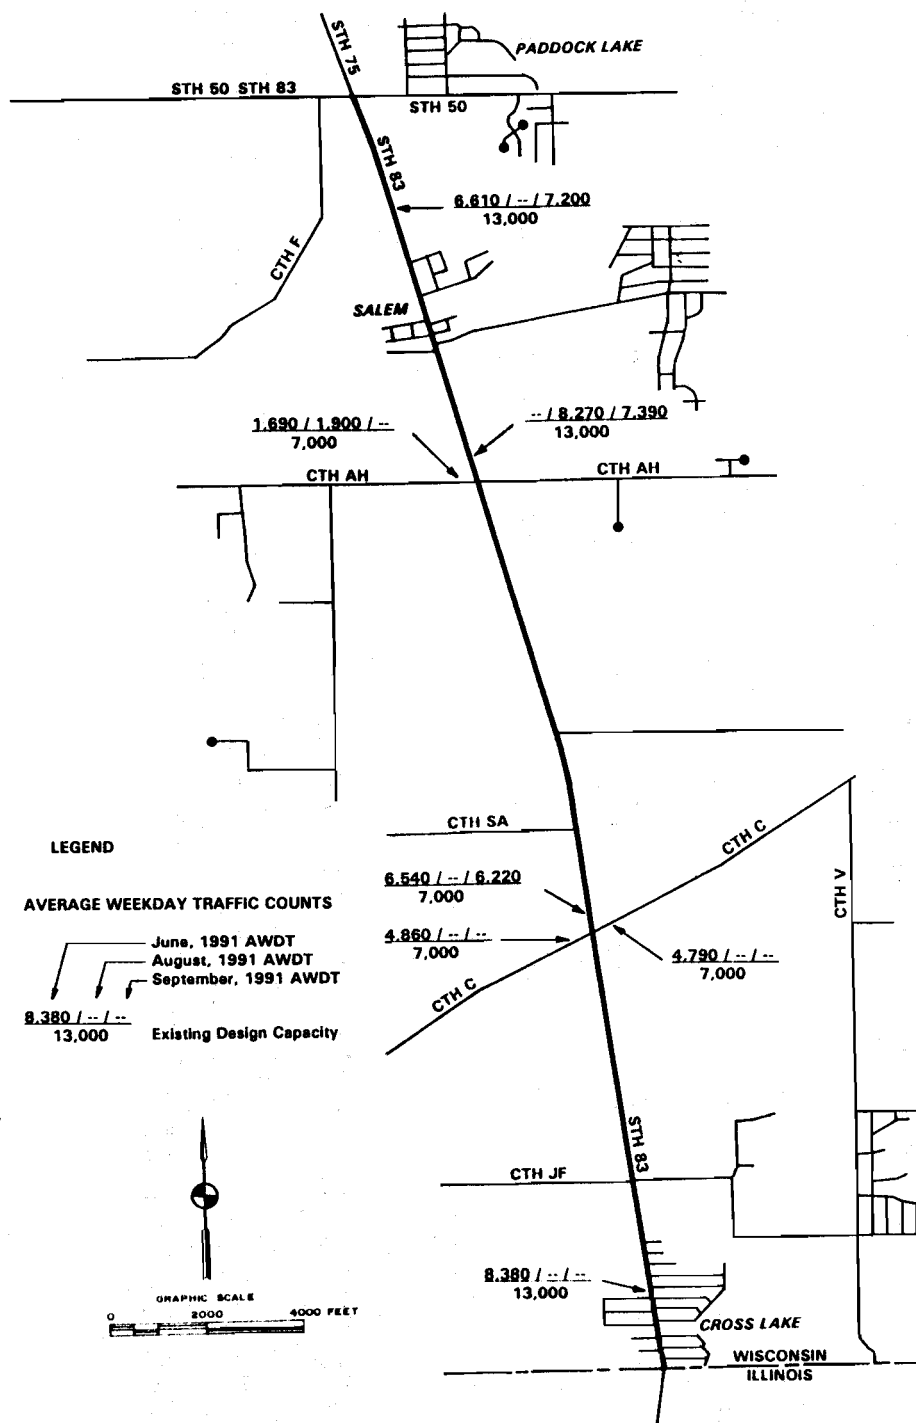 STH 75
PADDOCK LAKE
STH 50 STH 83
STH 50
STH 83
6.610 / -- / 7.200
13,000
CTH F
SALEM
1.690 / 1.900 / --
7,000
-- / 8.270 / 7.390
13,000
CTH AH
CTH AH
CTH SA
CTH C
LEGEND
6.540 / -- / 6.220
7,000
CTH V
AVERAGE WEEKDAY TRAFFIC COUNTS
4.860 / -- / --
7,000
June, 1991 AWDT
August, 1991 AWDT
September, 1991 AWDT
4.790 / -- / --
7,000
CTH C
8.380 / -- / --
13,000
Existing Design Capacity
STH 83
CTH JF
8.380 / -- / --
13,000
GRAPHIC SCALE
0 2000 4000 FEET
CROSS LAKE
WISCONSIN
ILLINOIS